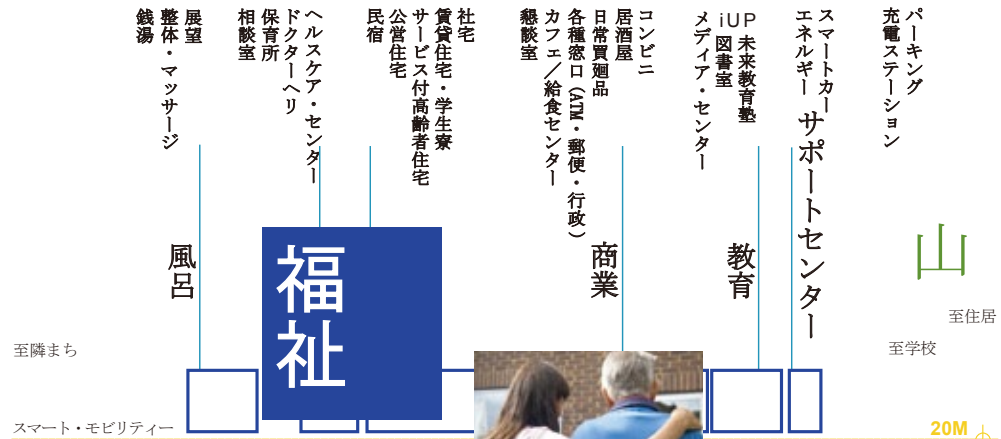 パーキング
充電ステーション
スマートカー
エネルギー サポートセンター
未来教育塾
iUP 図書室
メディア・センター
教育
コンビニ
居酒屋
日常買廻品
各種窓口（ATM・郵便・行政）
カフェ／給食センター
懇談室
商業
社宅
賃貸住宅・学生寮
サービス付高齢者住宅
公営住宅
民宿
ヘルスケア・センター
ドクターヘリ
保育所
相談室
福祉
展望
整体・マッサージ
銭湯
風呂
山
至住居
至学校
至隣まち
スマート・モビリティー
20M